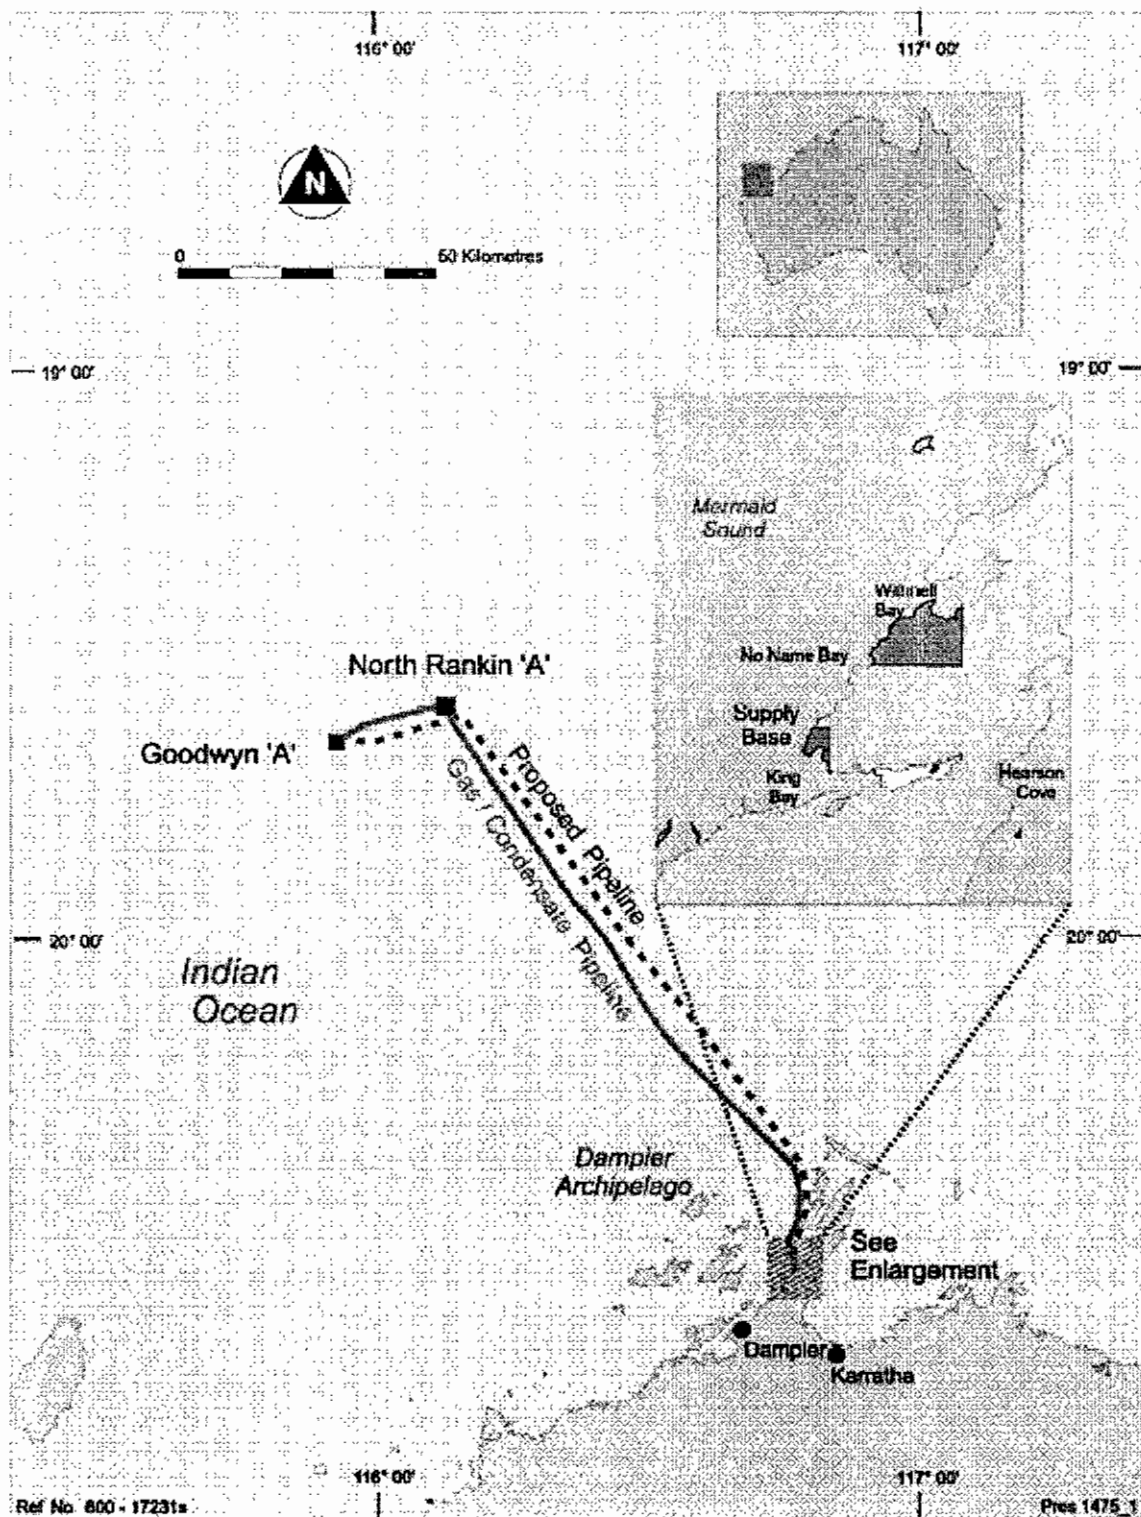 116° 00'
117° 00'
N
0
50 Kilometres
19° 00'
19° 00'
Mermaid
Sound
Withnell
Bay
No Name Bay
Supply
Base
King
Bay
Hearson
Cove
North Rankin 'A'
Goodwyn 'A'
Proposed Pipeline
Gas / Condensate Pipeline
20° 00'
20° 00'
Indian
Ocean
Dampier
Archipelago
See
Enlargement
Dampier
Karratha
116° 00'
117° 00'
Ref No. 600 - 17231s
Pres 1475_1